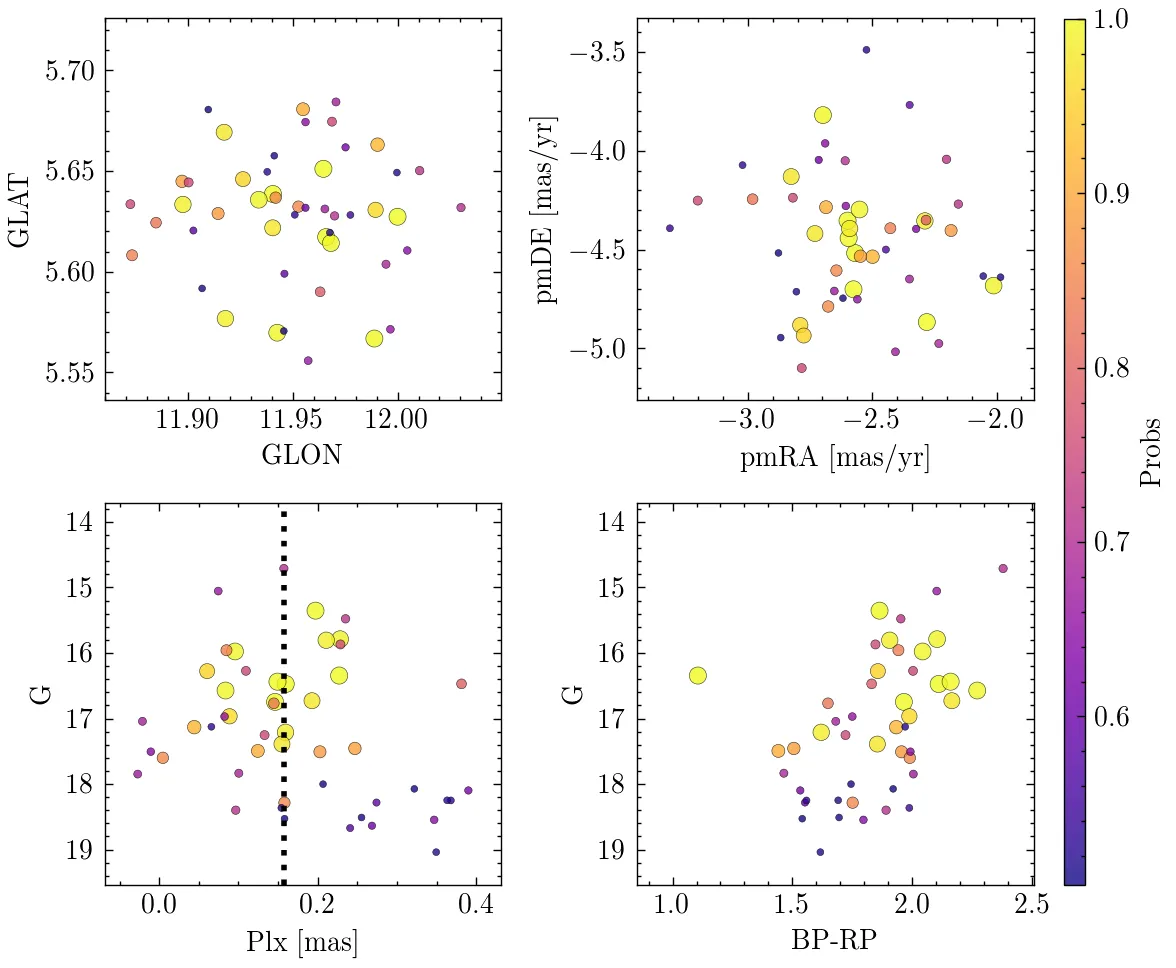 5.70
5.65
5.60
5.55
GLAT
11.90 11.95 12.00
GLON
−3.5
−4.0
−4.5
−5.0
pmDE [mas/yr]
−3.0 −2.5 −2.0
pmRA [mas/yr]
1.0
0.9
0.8
0.7
0.6
Probs
14
15
16
17
18
19
G
0.0 0.2 0.4
Plx [mas]
14
15
16
17
18
19
G
1.0 1.5 2.0 2.5
BP-RP